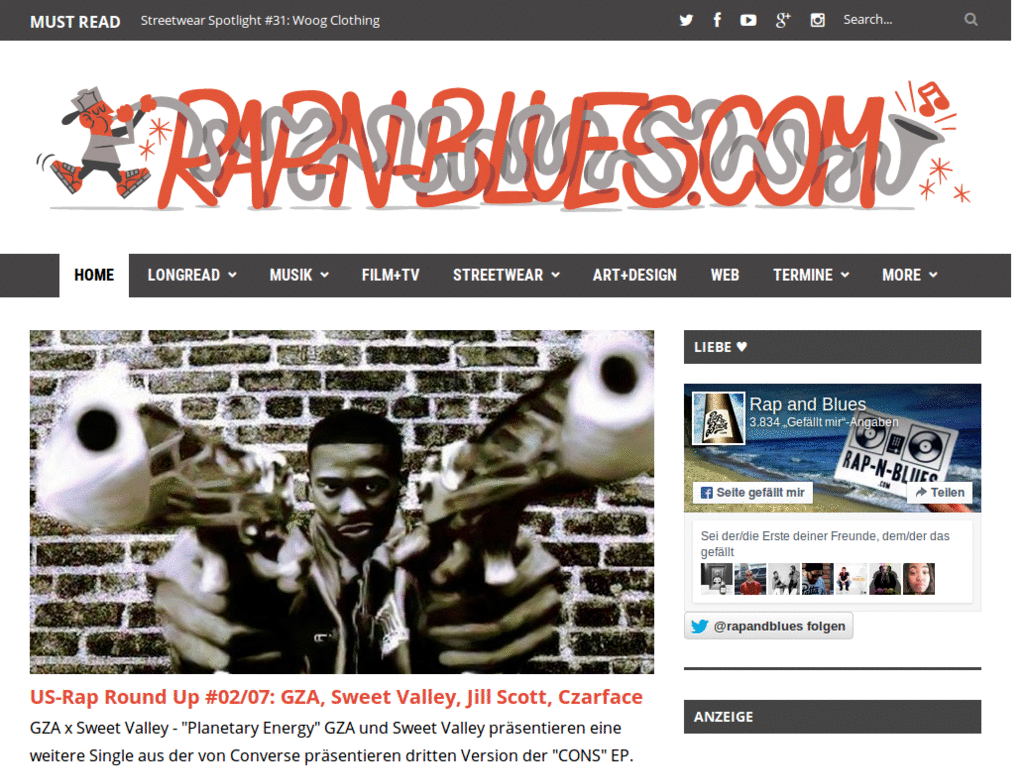 MUST READ Streetwear Spotlight #31: Woog Clothing Search...
RAP-N-BLUES.COM
HOME LONGREAD MUSIK FILM+TV STREETWEAR ART+DESIGN WEB TERMINE MORE
LIEBE ♥
Rap and Blues
3.834 „Gefällt mir“-Angaben
RAP-N-BLUES
.COM
Seite gefällt mir Teilen
Sei der/die Erste deiner Freunde, dem/der das
gefällt
@rapandblues folgen
US-Rap Round Up #02/07: GZA, Sweet Valley, Jill Scott, Czarface
GZA x Sweet Valley - "Planetary Energy" GZA und Sweet Valley präsentieren eine
weitere Single aus der von Converse präsentieren dritten Version der "CONS" EP.
ANZEIGE